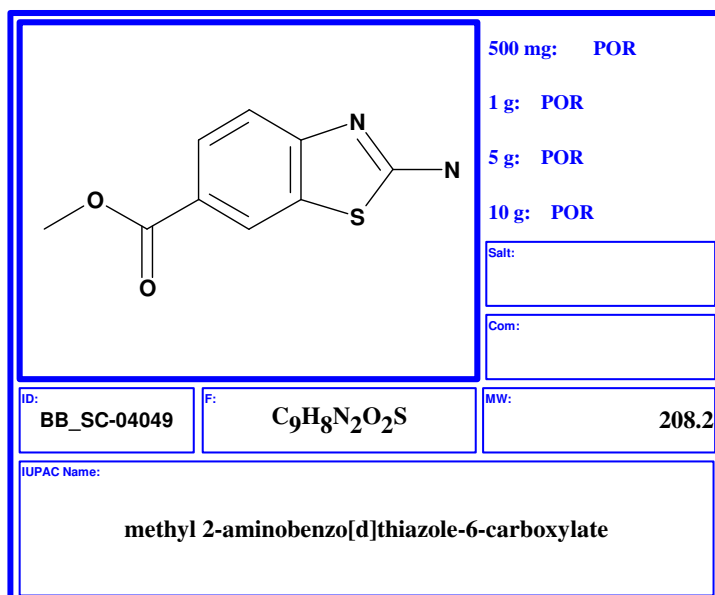 500 mg: POR
1 g: POR
5 g: POR
10 g: POR
N
N
S
O
O
Salt:
Com:
ID:
BB_SC-04049
F:
C9H8N2O2S
MW:
208.2
IUPAC Name:
methyl 2-aminobenzo[d]thiazole-6-carboxylate